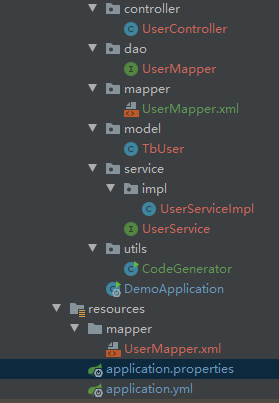 controller
UserController
dao
UserMapper
mapper
UserMapper.xml
model
TbUser
service
impl
UserServiceImpl
UserService
utils
CodeGenerator
DemoApplication
resources
mapper
UserMapper.xml
application.properties
application.yml